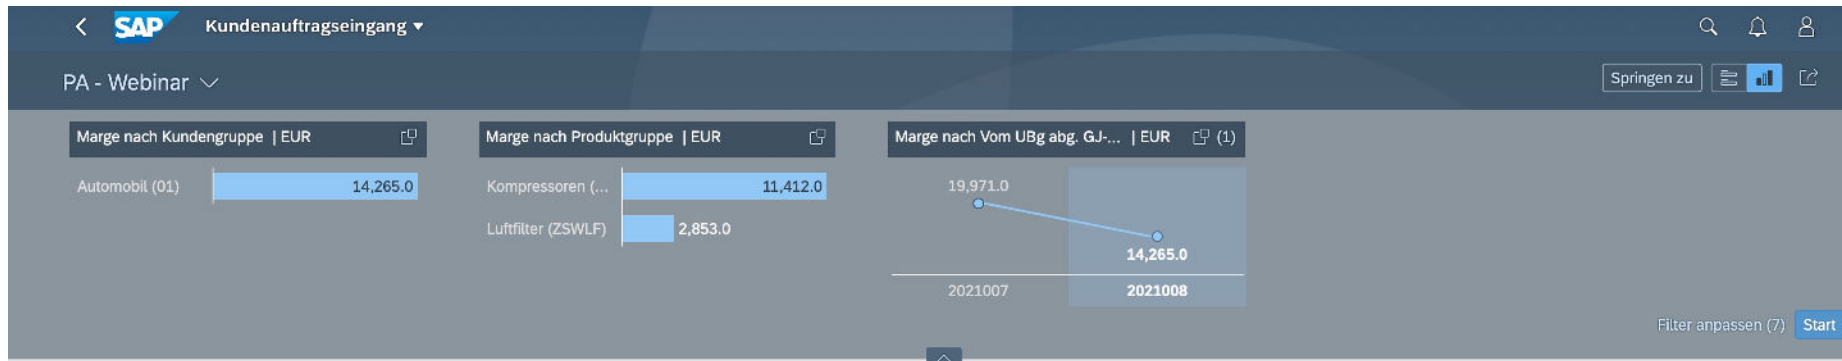 SAP Kundenauftragseingang
PA - Webinar
Springen zu
Marge nach Kundengruppe | EUR
Automobil (01) 14,265.0
Marge nach Produktgruppe | EUR
Kompressoren (... 11,412.0
Luftfilter (ZSWLF) 2,853.0
Marge nach Vom UBg abg. GJ-... | EUR (1)
19,971.0
14,265.0
2021007 2021008
Filter anpassen (7) Start